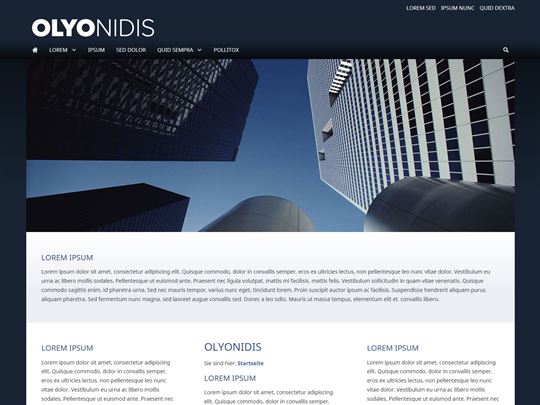 LOREM SED IPSUM NUNC QUID DEXTRA
OLYONIDIS
LOREM IPSUM SED DOLOR QUID SEMPRA POLLITOX
LOREM IPSUM
Lorem ipsum dolor sit amet, consectetur adipiscing elit. Quisque commodo, dolor in convallis semper, eros ex ultricies lectus, non pellentesque leo nunc vitae dolor. Vestibulum eu
urna ac libero mollis sodales. Pellentesque ut euismod ante. Praesent nec ligula volutpat, mattis mi facilisis, mattis felis. Vestibulum sollicitudin in quam vitae venenatis. Quisque
commodo sagittis enim, id pharetra urna. Sed nec mauris tempor, varius nunc eget, tincidunt lorem. Proin suscipit auctor ipsum id facilisis. Suspendisse hendrerit aliquam purus
aliquam pharetra. Sed fermentum nunc magna, sed laoreet augue convallis sed. Donec a leo odio. Mauris ut massa tempus, elementum elit et, convallis libero.
LOREM IPSUM
Lorem ipsum dolor sit amet,
consectetur adipiscing elit. Quisque
commodo, dolor in convallis semper,
eros ex ultricies lectus, non
pellentesque leo nunc vitae dolor.
Vestibulum eu urna ac libero mollis
sodales. Pellentesque ut euismod
ante. Praesent nec
OLYONIDIS
Sie sind hier: Startseite
LOREM IPSUM
Lorem ipsum dolor sit amet,
consectetur adipiscing elit. Quisque
LOREM IPSUM
Lorem ipsum dolor sit amet,
consectetur adipiscing elit. Quisque
commodo, dolor in convallis semper,
eros ex ultricies lectus, non
pellentesque leo nunc vitae dolor.
Vestibulum eu urna ac libero mollis
sodales. Pellentesque ut euismod
ante. Praesent nec